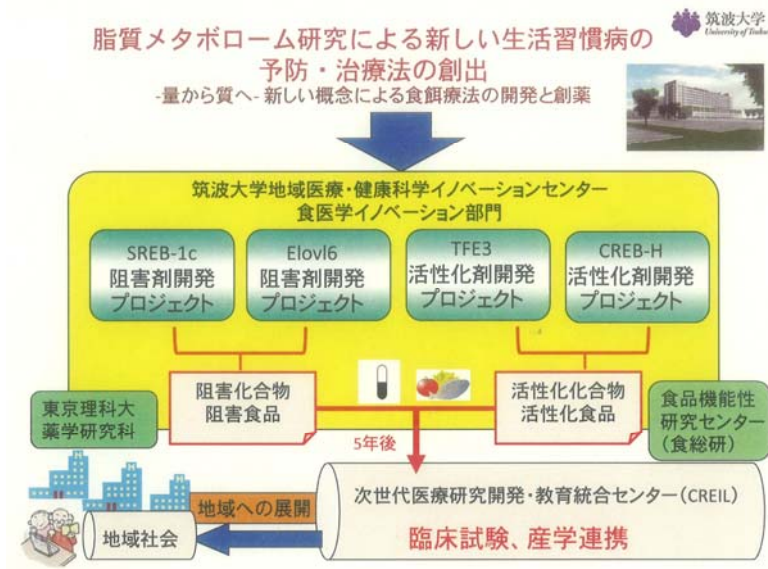 筑波大学
University of Tsuku
脂質メタボローム研究による新しい生活習慣病の
予防・治療法の創出
-量から質へ- 新しい概念による食餌療法の開発と創薬
筑波大学地域医療・健康科学イノベーションセンター
食医学イノベーション部門
SREB-1c
阻害剤開発
プロジェクト
Elovl6
阻害剤開発
プロジェクト
TFE3
活性化剤開発
プロジェクト
CREB-H
活性化剤開発
プロジェクト
東京理科大
薬学研究科
阻害化合物
阻害食品
活性化化合物
活性化食品
食品機能性
研究センター
(食総研)
5年後
地域への展開
地域社会
次世代医療研究開発・教育統合センター(CREIL)
臨床試験、産学連携